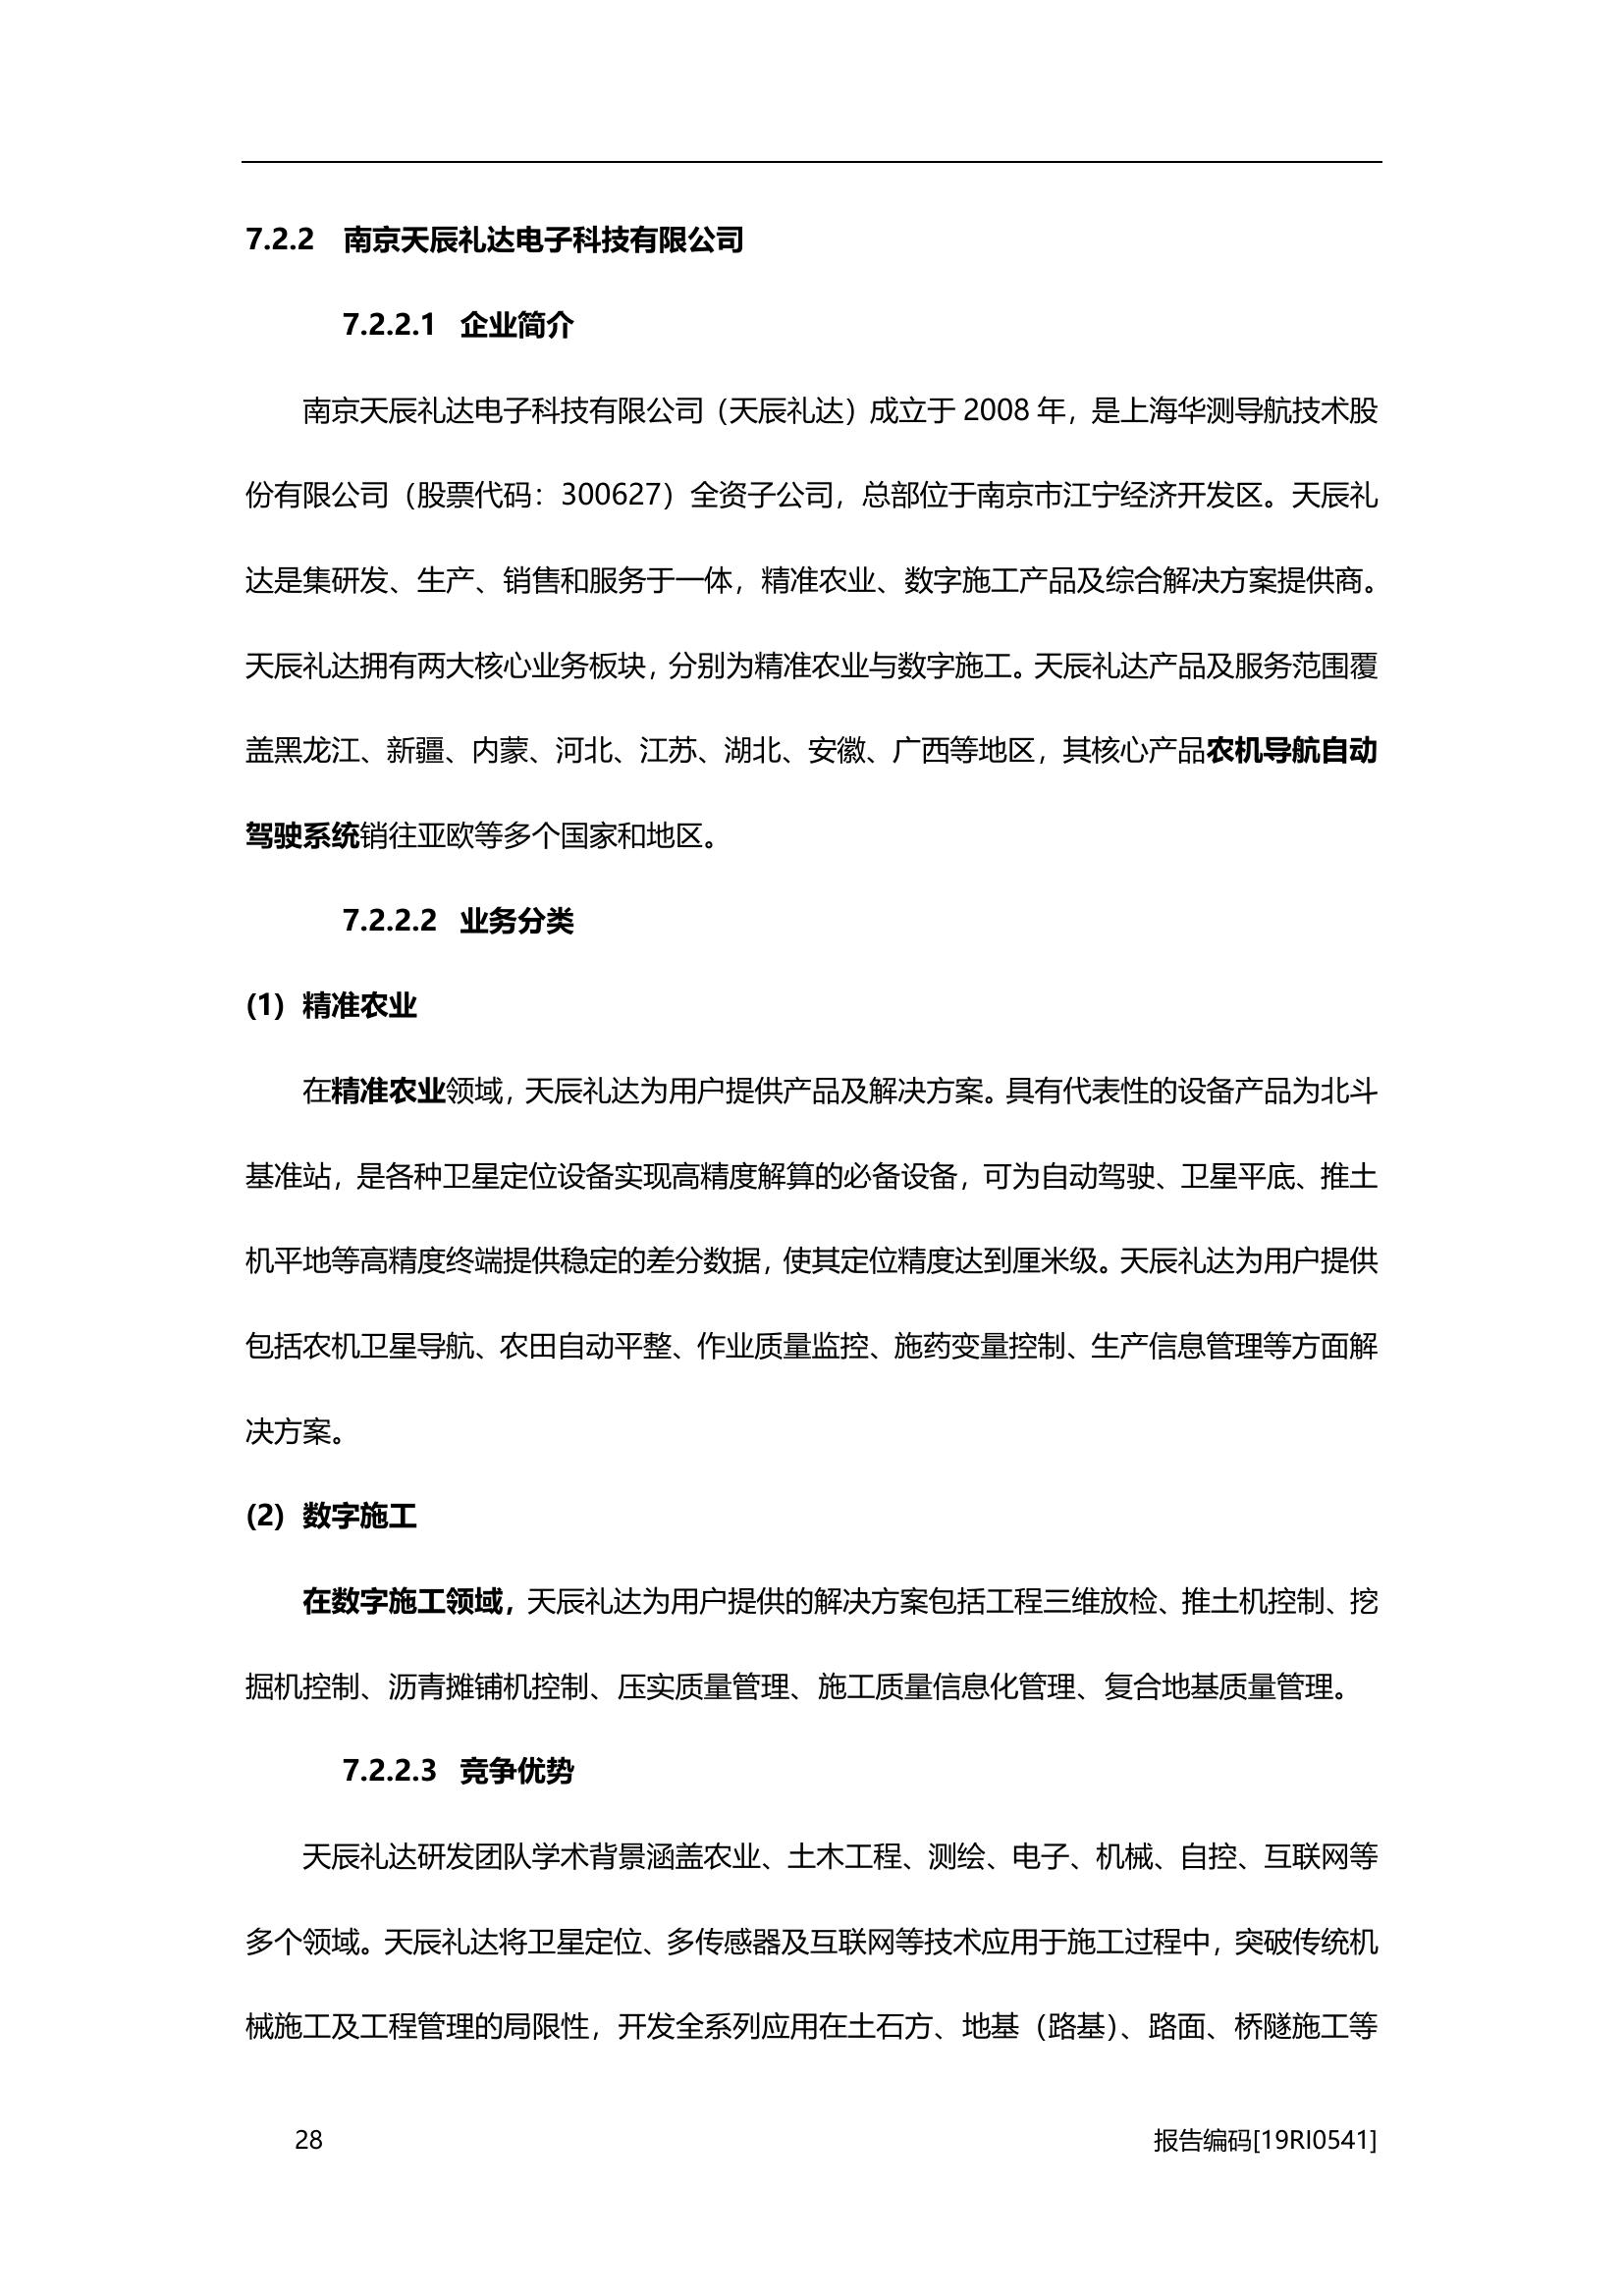 7.2.2 南京天辰礼达电子科技有限公司
7.2.2.1 企业简介
南京天辰礼达电子科技有限公司（天辰礼达）成立于 2008 年，是上海华测导航技术股
份有限公司（股票代码：300627）全资子公司，总部位于南京市江宁经济开发区。天辰礼
达是集研发、生产、销售和服务于一体，精准农业、数字施工产品及综合解决方案提供商。
天辰礼达拥有两大核心业务板块，分别为精准农业与数字施工。天辰礼达产品及服务范围覆
盖黑龙江、新疆、内蒙、河北、江苏、湖北、安徽、广西等地区，其核心产品农机导航自动
驾驶系统销往亚欧等多个国家和地区。
7.2.2.2 业务分类
(1) 精准农业
在精准农业领域，天辰礼达为用户提供产品及解决方案。具有代表性的设备产品为北斗
基准站，是各种卫星定位设备实现高精度解算的必备设备，可为自动驾驶、卫星平底、推土
机平地等高精度终端提供稳定的差分数据，使其定位精度达到厘米级。天辰礼达为用户提供
包括农机卫星导航、农田自动平整、作业质量监控、施药变量控制、生产信息管理等方面解
决方案。
(2) 数字施工
在数字施工领域，天辰礼达为用户提供的解决方案包括工程三维放检、推土机控制、挖
掘机控制、沥青摊铺机控制、压实质量管理、施工质量信息化管理、复合地基质量管理。
7.2.2.3 竞争优势
天辰礼达研发团队学术背景涵盖农业、土木工程、测绘、电子、机械、自控、互联网等
多个领域。天辰礼达将卫星定位、多传感器及互联网等技术应用于施工过程中，突破传统机
械施工及工程管理的局限性，开发全系列应用在土石方、地基（路基）、路面、桥隧施工等
28 报告编码[19RI0541]